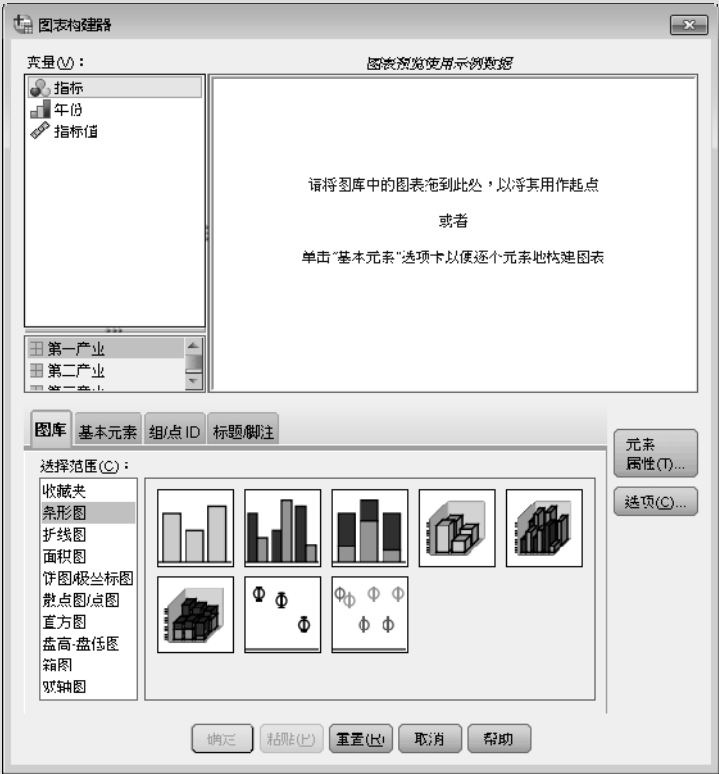 图表构建器
变量(V)：
图表预览使用示例数据
指标
年份
指标值
请将图库中的图表拖到此处，以将其用作起点
或者
单击"基本元素"选项卡以便逐个元素地构建图表
第一产业
第二产业
图库
基本元素
组/点 ID
标题/脚注
元素
属性(T)...
选项(O)...
选择范围(C)：
收藏夹
条形图
折线图
面积图
饼图/极坐标图
散点图/点图
直方图
盘高-盘低图
箱图
双轴图
确定
粘贴(P)
重置(R)
取消
帮助